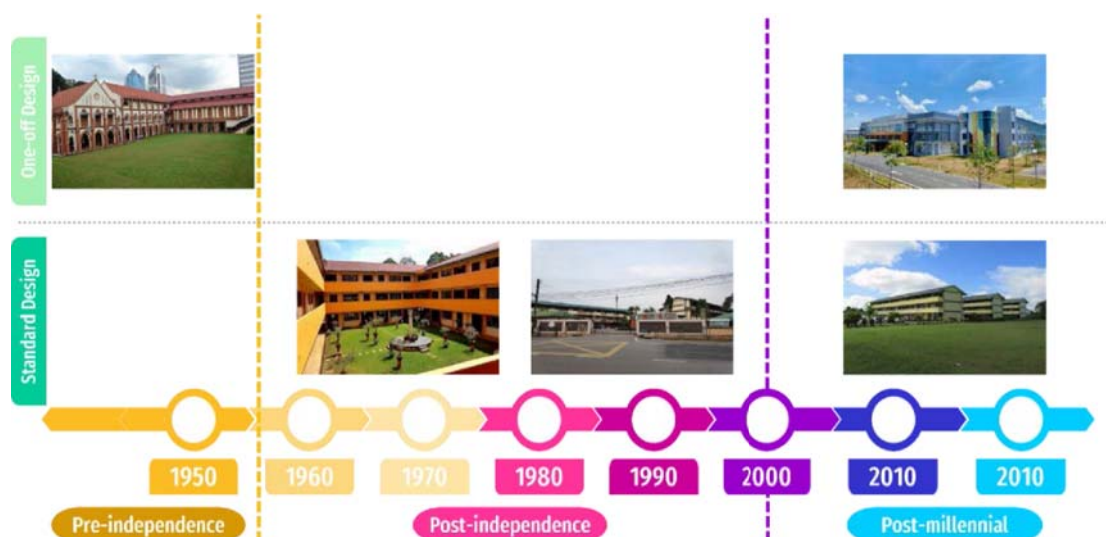 One-off Design
Standard Design
1950
1960
1970
1980
1990
2000
2010
2010
Pre-independence
Post-independence
Post-millennial